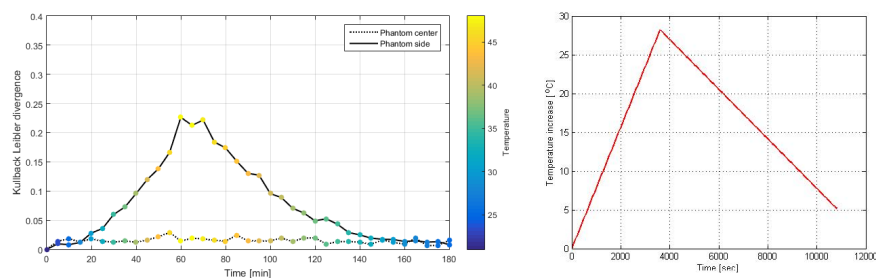 0.4
0.35
0.3
0.25
0.2
0.15
0.1
0.05
0
Kullback Leibler divergence
0 20 40 60 80 100 120 140 160 180
Time [min]
Phantom center
Phantom side
45
40
35
30
25
Temperature
30
25
20
15
10
5
0
Temperature increase [°C]
0 2000 4000 6000 8000 10000 12000
Time [sec]